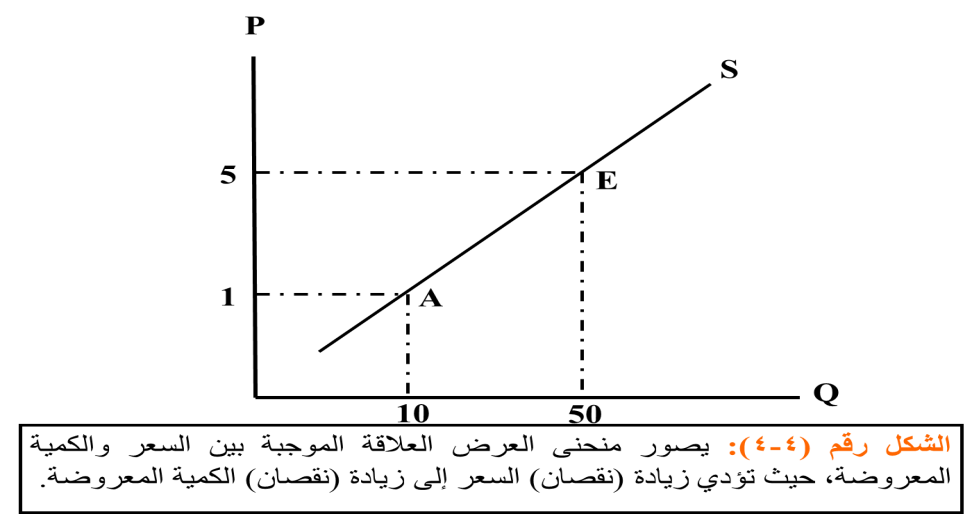 P
S
5
E
1
A
Q
10
50
الشكل رقم (٤-٤): يصور منحنى العرض العلاقة الموجبة بين السعر والكمية
المعروضة، حيث تؤدي زيادة (نقصان) السعر إلى زيادة (نقصان) الكمية المعروضة.